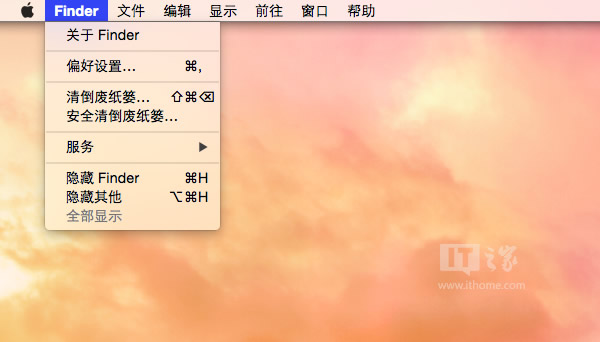 Finder 文件 编辑 显示 前往 窗口 帮助
关于 Finder
偏好设置... ⌘,
清倒废纸篓... ⇧⌘⌫
安全清倒废纸篓...
服务 ▶
隐藏 Finder ⌘H
隐藏其他 ⌥⌘H
全部显示
IT之家
www.ithome.com